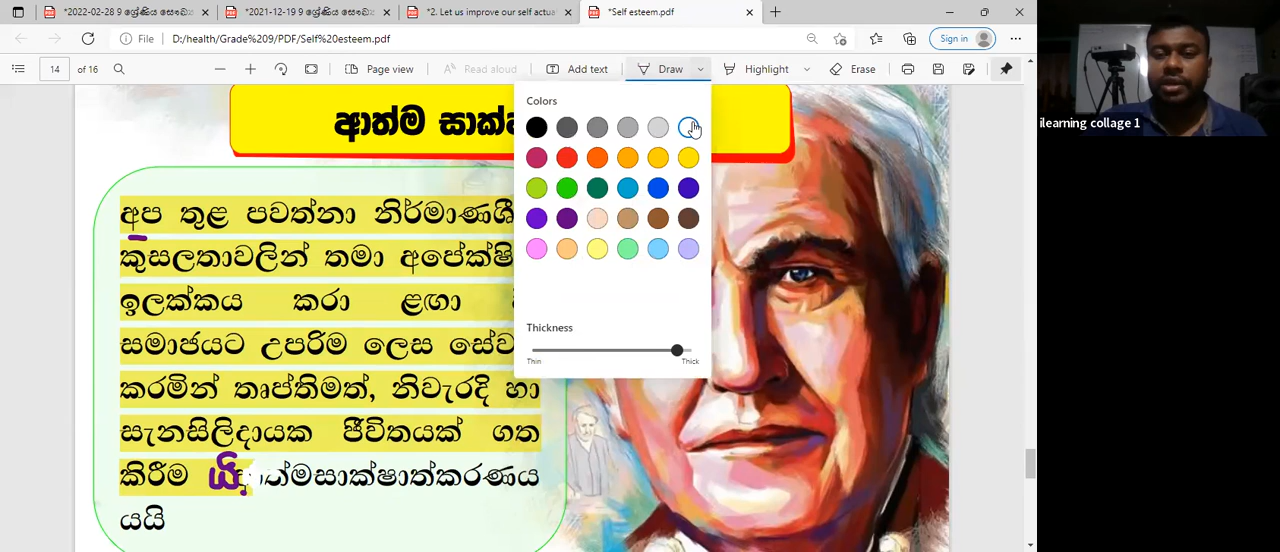 *2022-02-28 9 ශ්‍රේණිය සෞඛ්‍ය
*2021-12-19 9 ශ්‍රේණිය සෞඛ්‍ය
*2. Let us improve our self actua
*Self esteem.pdf
File D:/health/Grade%209/PDF/Self%20esteem.pdf
Sign in
14 of 16
Page view
Read aloud
Add text
Draw
Highlight
Erase
ilearning collage 1
Colors
Thickness
Thin Thick
ආත්ම
අප තුළ පවත්නා
කුසලතාවලින් තමා
ඉලක්කය කරා ළඟා
සමාජයට උපරිම ලෙස
කරමින් තෘප්තිමත්, නිවැරදි හා
සැනසිලිදායක ජීවිතයක් ගත
කිරීම යි. ආත්මසාක්ෂාත්කරණය
යයි